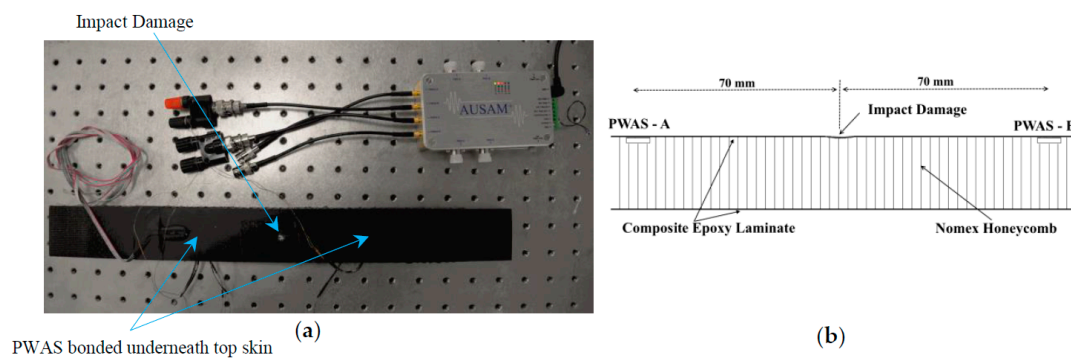 Impact Damage
AUSAM
PWAS bonded underneath top skin
(a)
70 mm
70 mm
Impact Damage
PWAS - A
PWAS - B
Composite Epoxy Laminate
Nomex Honeycomb
(b)